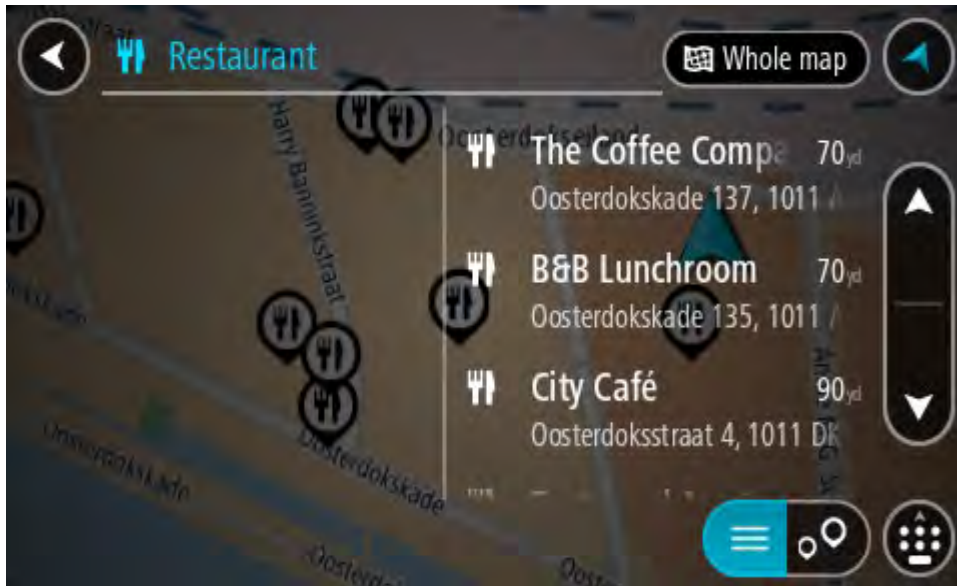 Restaurant
Whole map
Oosterdokseiland
Harry Banninkstraat
The Coffee Compa 70yd
Oosterdokskade 137, 1011
B&B Lunchroom 70yd
Oosterdokskade 135, 1011
City Café 90yd
Oosterdoksstraat 4, 1011 DK
Oosterdokskade